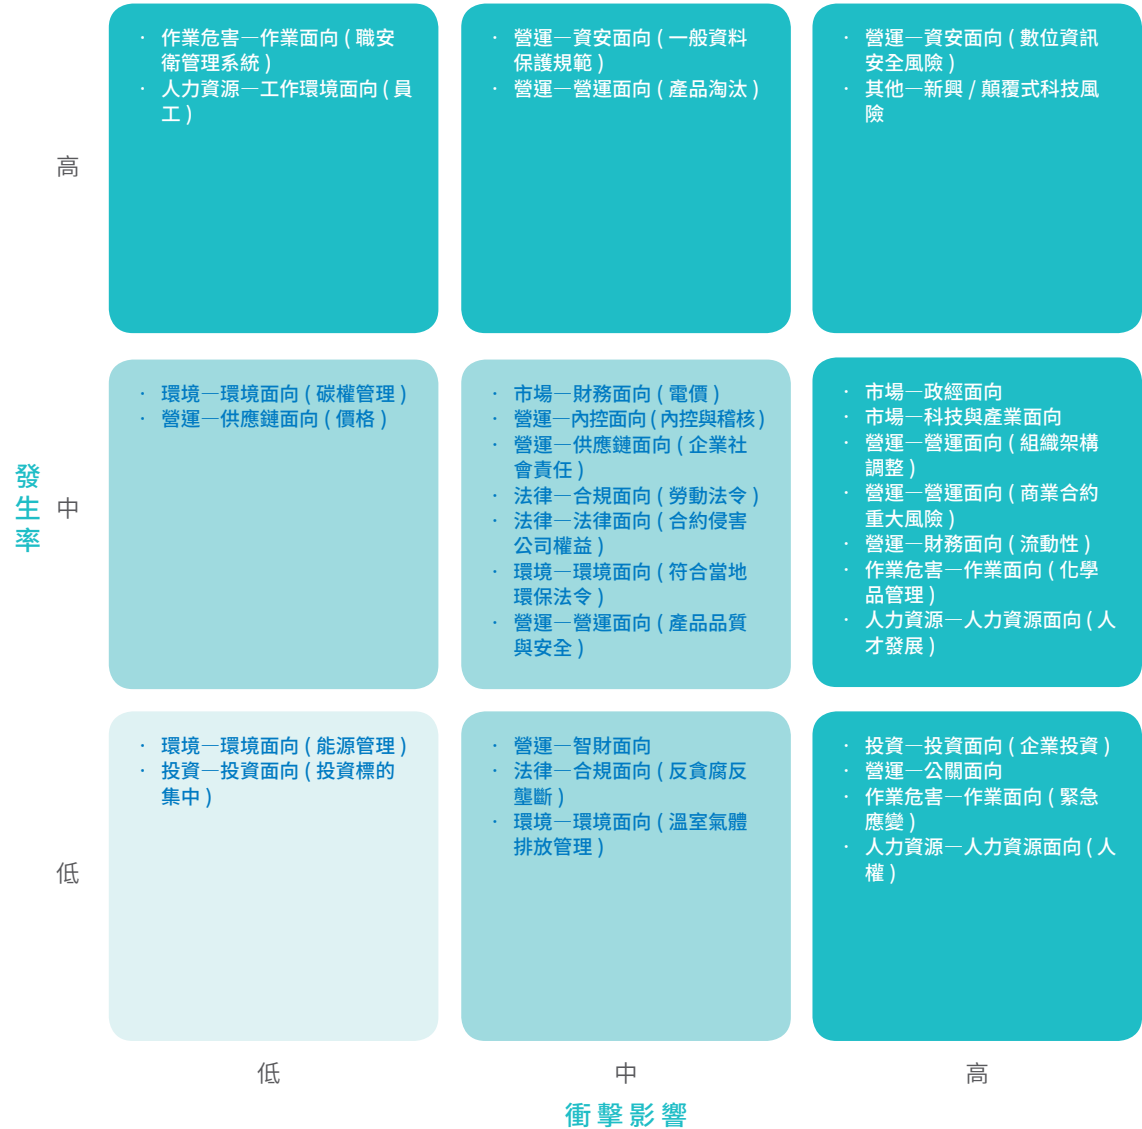 · 作業危害—作業面向 ( 職安
衛管理系統 )
· 人力資源—工作環境面向 ( 員
工 )
· 營運—資安面向 ( 一般資料
保護規範 )
· 營運—營運面向 ( 產品淘汰 )
· 營運—資安面向 ( 數位資訊
安全風險 )
· 其他—新興 / 顛覆式科技風
險
高
· 環境—環境面向 ( 碳權管理 )
· 營運—供應鏈面向 ( 價格 )
· 市場—財務面向 ( 電價 )
· 營運—內控面向 ( 內控與稽核 )
· 營運—供應鏈面向 ( 企業社
會責任 )
· 法律—合規面向 ( 勞動法令 )
· 法律—法律面向 ( 合約侵害
公司權益 )
· 環境—環境面向 ( 符合當地
環保法令 )
· 營運—營運面向 ( 產品品質
與安全 )
· 市場—政經面向
· 市場—科技與產業面向
· 營運—營運面向 ( 組織架構
調整 )
· 營運—營運面向 ( 商業合約
重大風險 )
· 營運—財務面向 ( 流動性 )
· 作業危害—作業面向 ( 化學
品管理 )
· 人力資源—人力資源面向 ( 人
才發展 )
發生率
中
· 環境—環境面向 ( 能源管理 )
· 投資—投資面向 ( 投資標的
集中 )
· 營運—智財面向
· 法律—合規面向 ( 反貪腐反
壟斷 )
· 環境—環境面向 ( 溫室氣體
排放管理 )
· 投資—投資面向 ( 企業投資 )
· 營運—公關面向
· 作業危害—作業面向 ( 緊急
應變 )
· 人力資源—人力資源面向 ( 人
權 )
低
低
中
高
衝擊影響